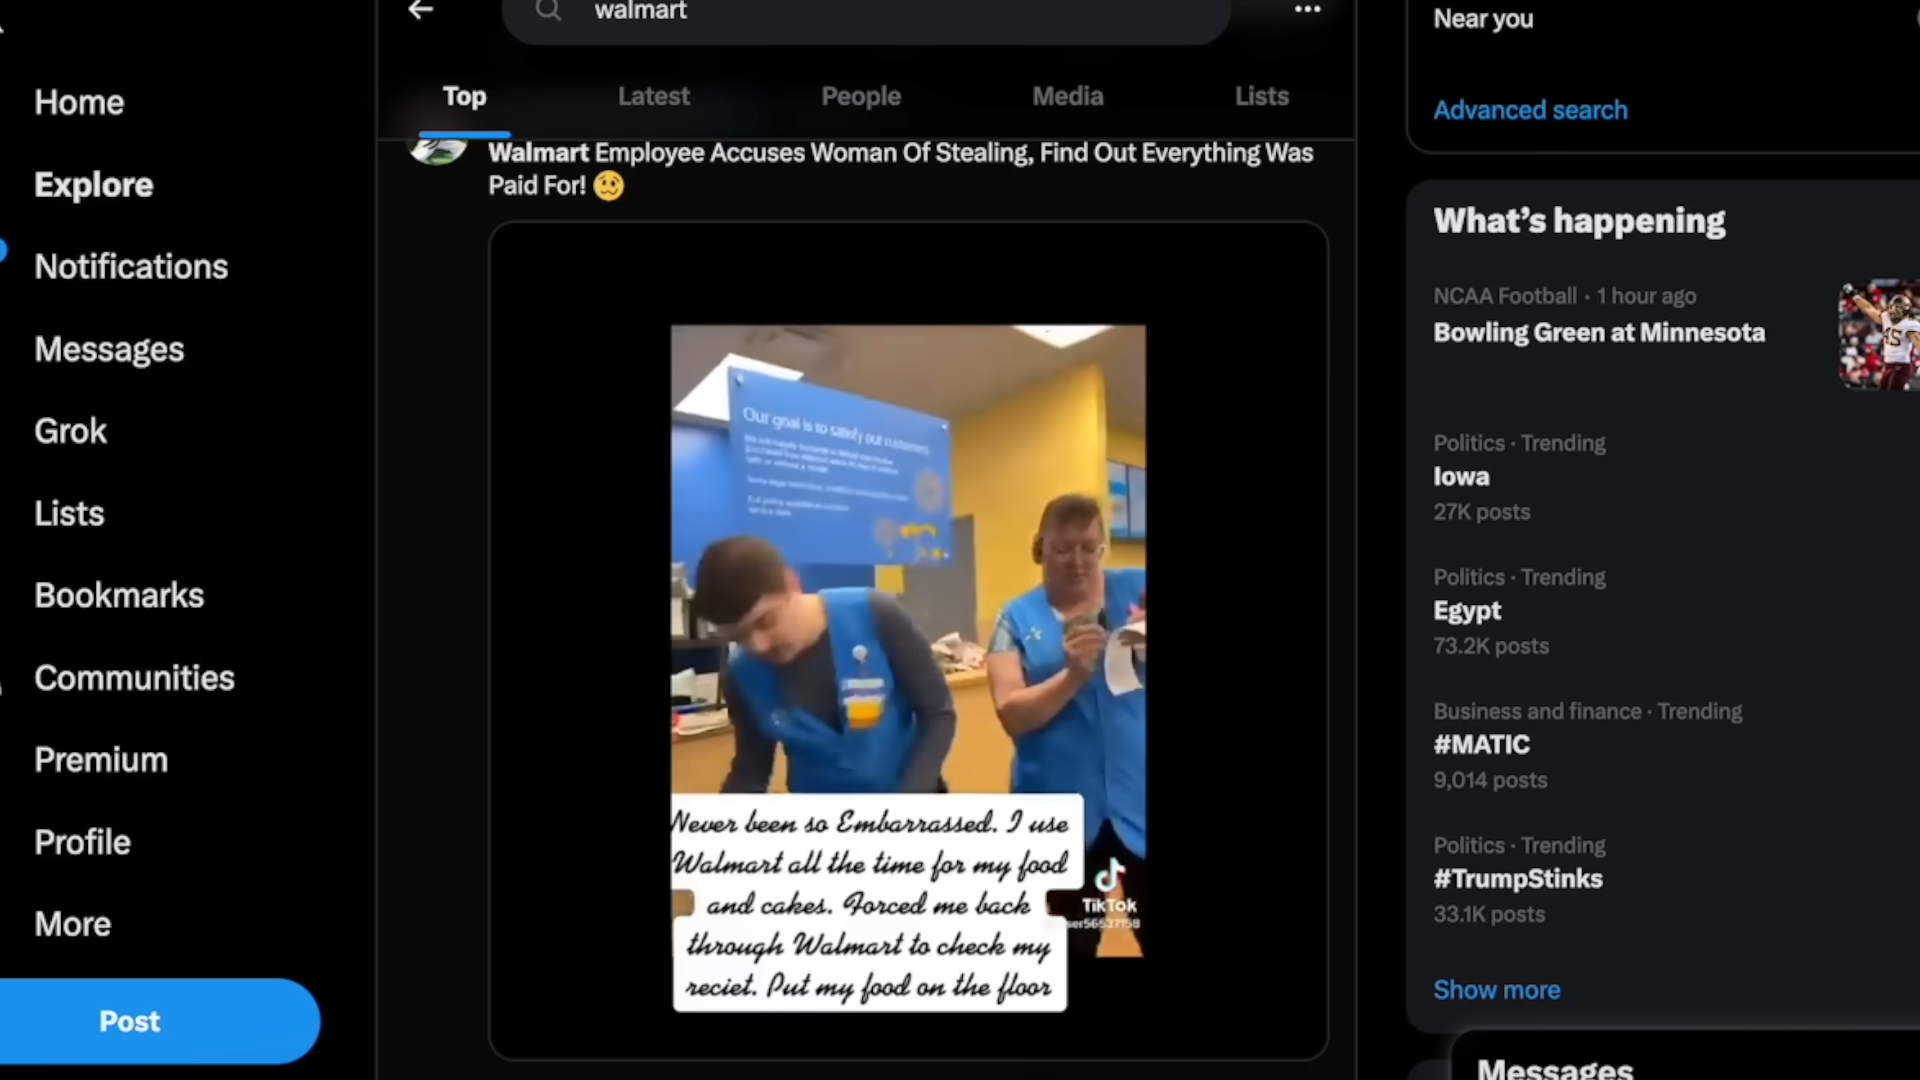 walmart
Home
Explore
Notifications
Messages
Grok
Lists
Bookmarks
Communities
Premium
Profile
More
Post
Top
Latest
People
Media
Lists
Walmart Employee Accuses Woman Of Stealing, Find Out Everything Was
Paid For! 🥴
Our goal is to satisfy our customers
Never been so Embarrassed. I use
Walmart all the time for my food
and cakes. Forced me back
through Walmart to check my
reciet. Put my food on the floor
TikTok
Near you
Advanced search
What's happening
NCAA Football · 1 hour ago
Bowling Green at Minnesota
Politics · Trending
Iowa
27K posts
Politics · Trending
Egypt
73.2K posts
Business and finance · Trending
#MATIC
9,014 posts
Politics · Trending
#TrumpStinks
33.1K posts
Show more
Messages